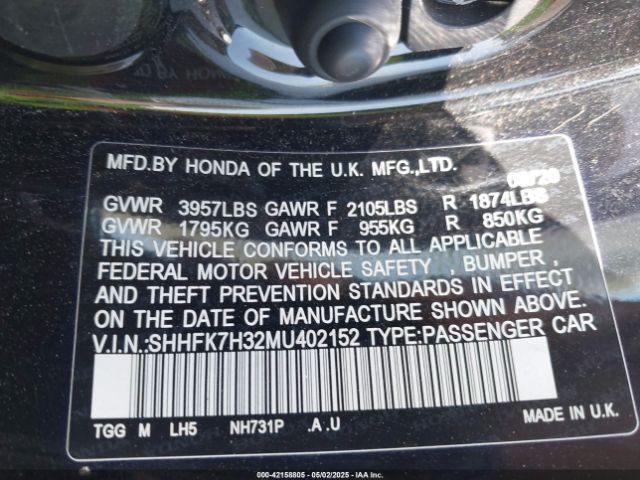 MFD.BY HONDA OF THE U.K. MFG.,LTD.
GVWR 3957LBS GAWR F 2105LBS R 1874LBS
GVWR 1795KG GAWR F 955KG R 850KG
THIS VEHICLE CONFORMS TO ALL APPLICABLE
FEDERAL MOTOR VEHICLE SAFETY , BUMPER ,
AND THEFT PREVENTION STANDARDS IN EFFECT
ON THE DATE OF MANUFACTURE SHOWN ABOVE.
V.I.N.:SHHFK7H32MU402152 TYPE:PASSENGER CAR
TGG M LH5 NH731P .A .U
MADE IN U.K.
000-42158805 - 05/02/2025 - IAAI.COM